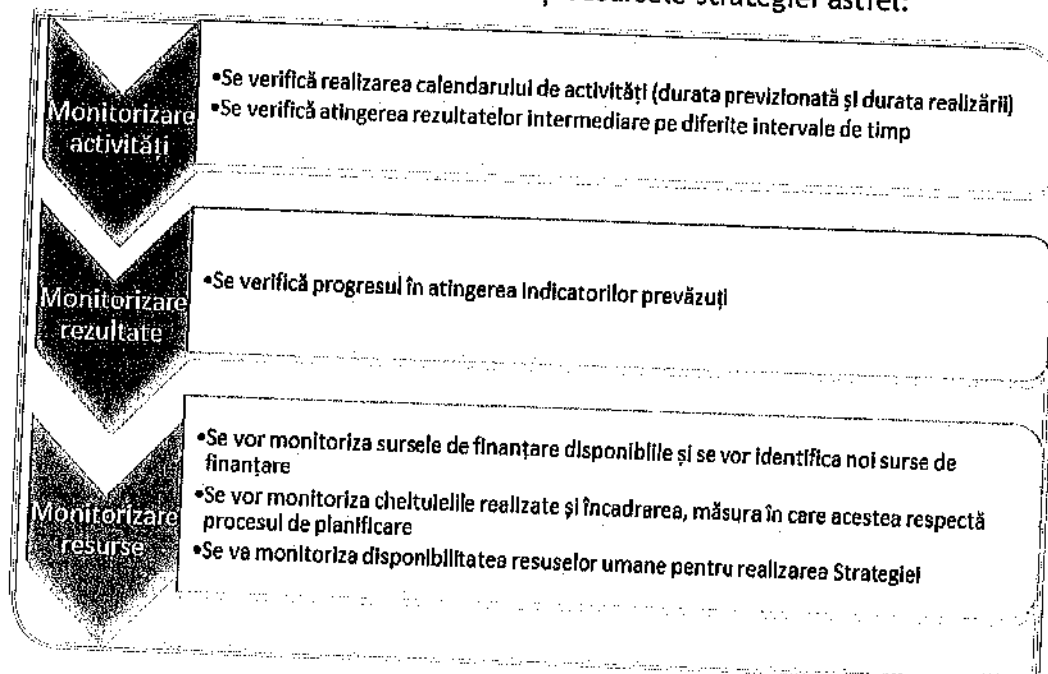 strategiei astfel:
Monitorizare
activități
•Se verifică realizarea calendarului de activități (durata previzionată și durata realizării)
•Se verifică atingerea rezultatelor intermediare pe diferite intervale de timp
Monitorizare
rezultate
•Se verifică progresul în atingerea indicatorilor prevăzuți
Monitorizare
resurse
•Se vor monitoriza sursele de finanțare disponibile și se vor identifica noi surse de
finanțare
•Se vor monitoriza cheltuielile realizate și încadrarea, măsura în care acestea respectă
procesul de planificare
•Se va monitoriza disponibilitatea resuselor umane pentru realizarea Strategiei